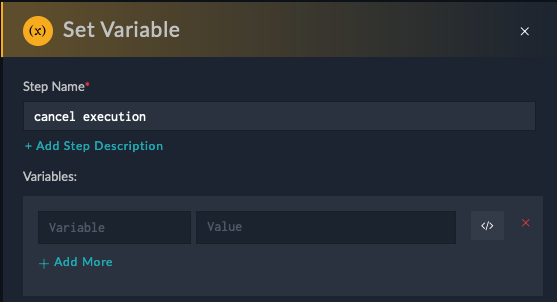 (x) Set Variable ×
Step Name*
cancel execution
+ Add Step Description
Variables:
Variable Value </> ×
+ Add More